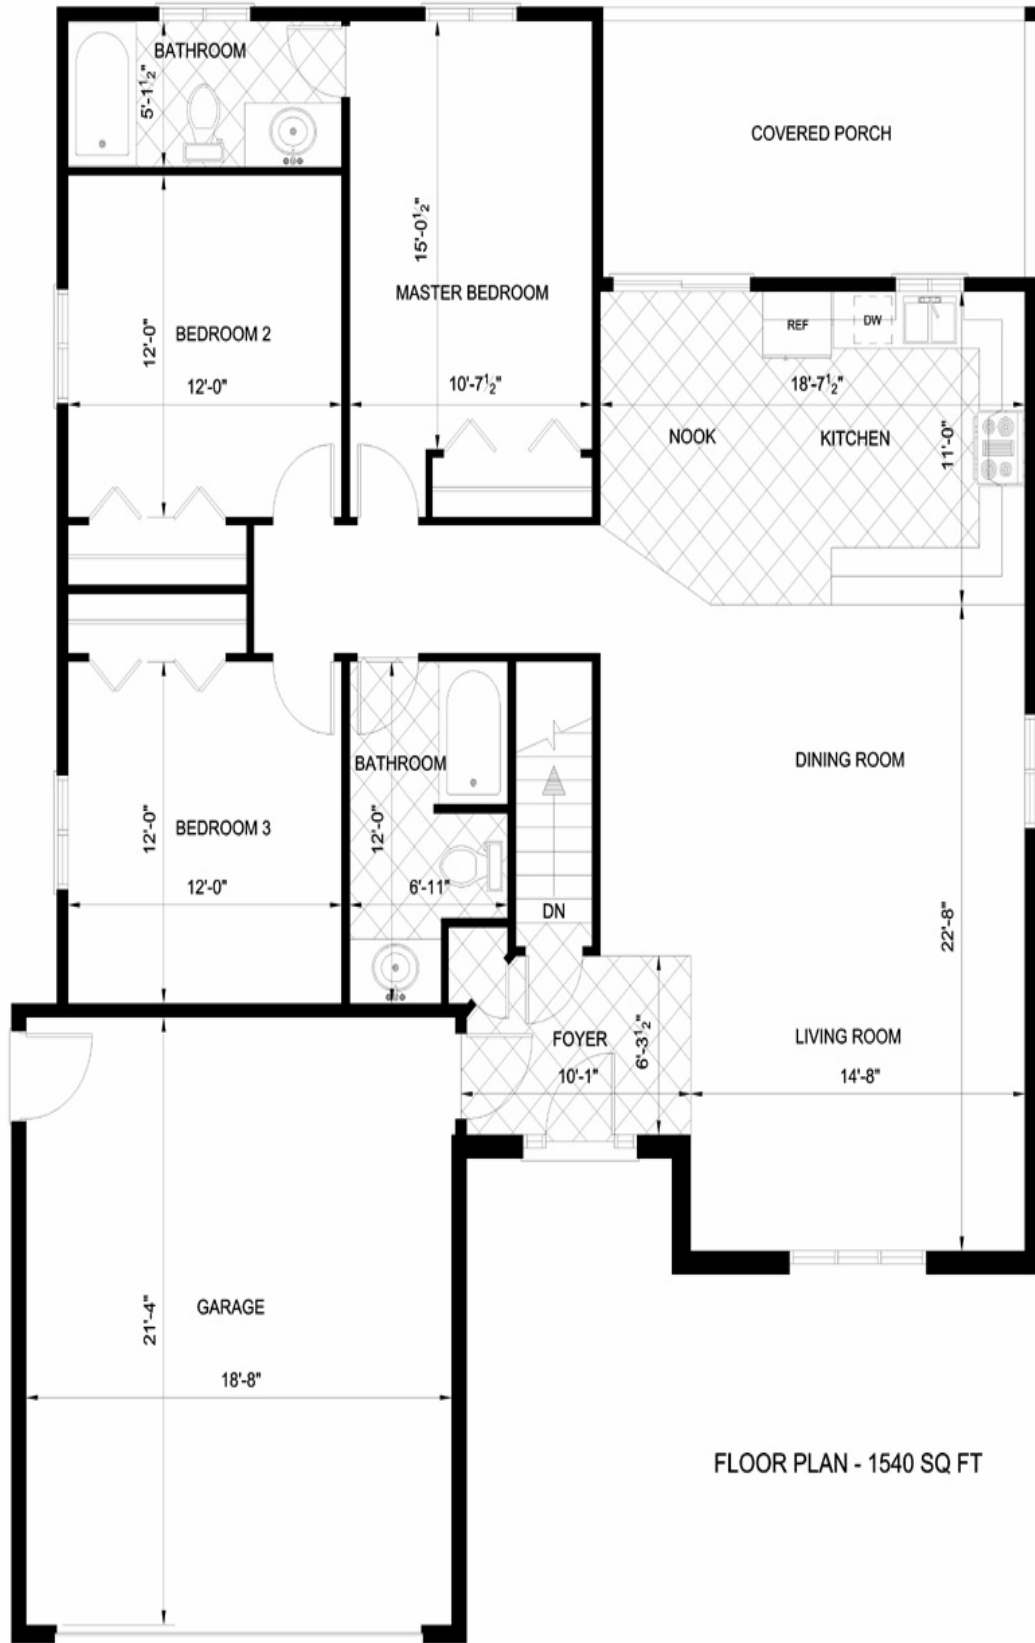 BATHROOM
5'-1½"
COVERED PORCH
15'-0½"
MASTER BEDROOM
10'-7½"
BEDROOM 2
12'-0"
12'-0"
REF
DW
18'-7½"
NOOK
KITCHEN
11'-0"
BATHROOM
12'-0"
6'-11"
DINING ROOM
BEDROOM 3
12'-0"
12'-0"
DN
22'-8"
FOYER
10'-1"
6'-3½"
LIVING ROOM
14'-8"
GARAGE
21'-4"
18'-8"
FLOOR PLAN - 1540 SQ FT